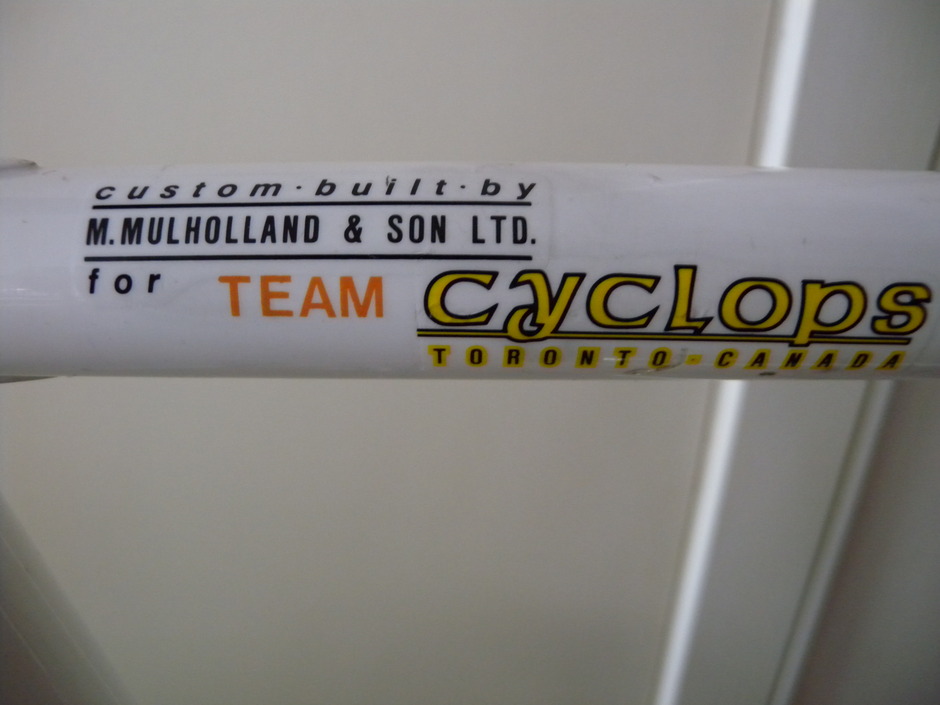 custom·built·by
M.MULHOLLAND & SON LTD.
for TEAM Cyclops
TORONTO-CANADA